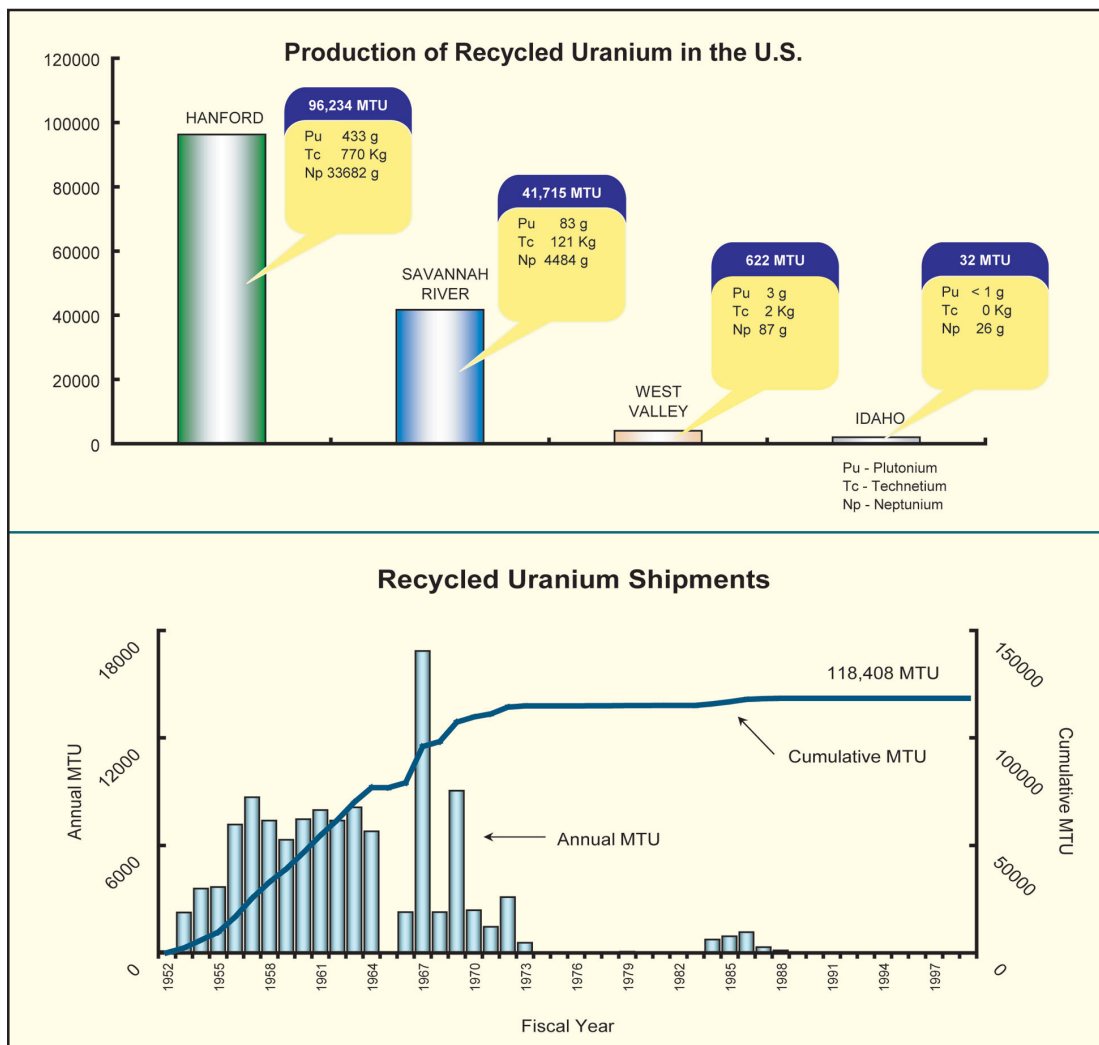 Production of Recycled Uranium in the U.S.
120000
100000
80000
60000
40000
20000
0
HANFORD
96,234 MTU
Pu 433 g
Tc 770 Kg
Np 33682 g
SAVANNAH
RIVER
41,715 MTU
Pu 83 g
Tc 121 Kg
Np 4484 g
WEST
VALLEY
622 MTU
Pu 3 g
Tc 2 Kg
Np 87 g
IDAHO
32 MTU
Pu < 1 g
Tc 0 Kg
Np 26 g
Pu - Plutonium
Tc - Technetium
Np - Neptunium
Recycled Uranium Shipments
Annual MTU
18000
12000
6000
0
118,408 MTU
Cumulative MTU
Annual MTU
150000
100000
50000
0
Cumulative MTU
1952 1955 1958 1961 1964 1967 1970 1973 1976 1979 1982 1985 1988 1991 1994 1997
Fiscal Year